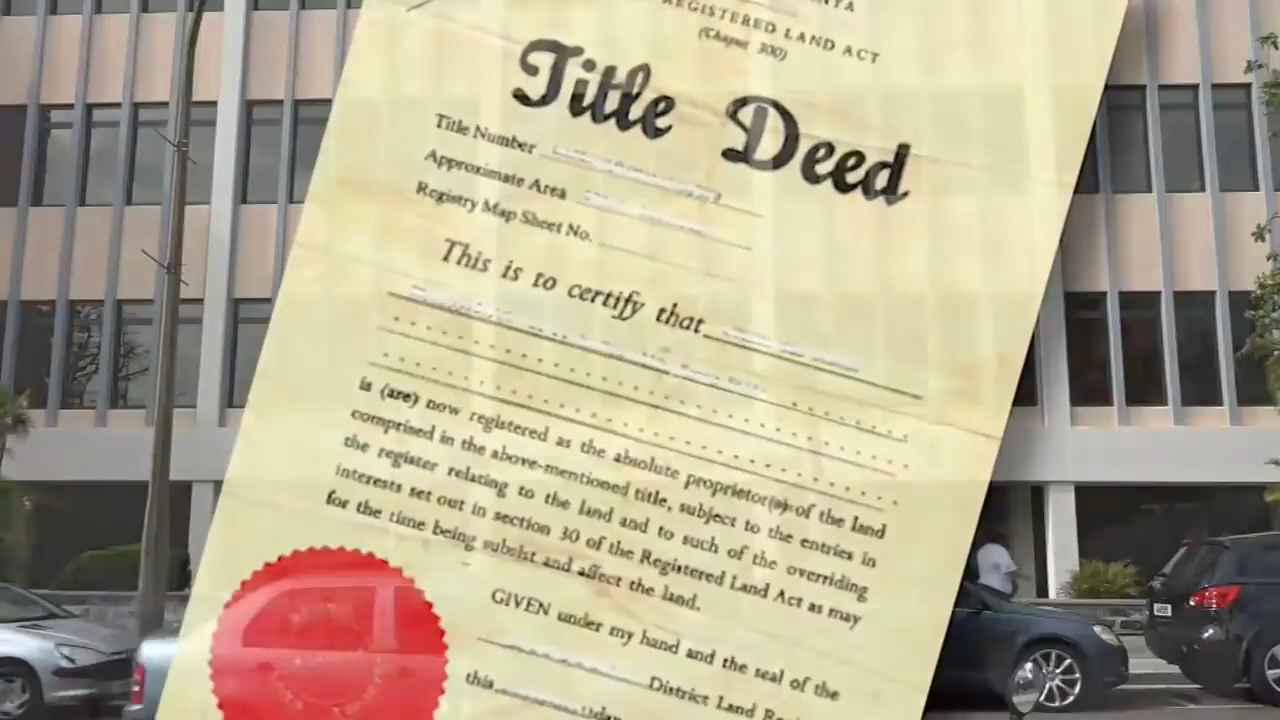 REGISTERED LAND ACT
(Chapter 300)
Title Deed
Title Number
Approximate Area
Registry Map Sheet No.
This is to certify that
is (are) now registered as the absolute proprietor(s) of the land
comprised in the above-mentioned title, subject to the entries in
the register relating to the land and to such of the overriding
interests set out in section 30 of the Registered Land Act as may
for the time being subsist and affect the land.
GIVEN under my hand and the seal of the
District Land
this